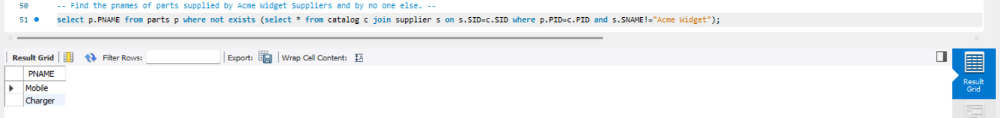 50 -- Find the pnames of parts supplied by Acme Widget Suppliers and by no one else. --
51 select p.PNAME from parts p where not exists (select * from catalog c join supplier s on s.SID=c.SID where p.PID=c.PID and s.SNAME!="Acme Widget");
Result Grid Filter Rows: Export: Wrap Cell Content:
PNAME
Mobile
Charger
Result
Grid